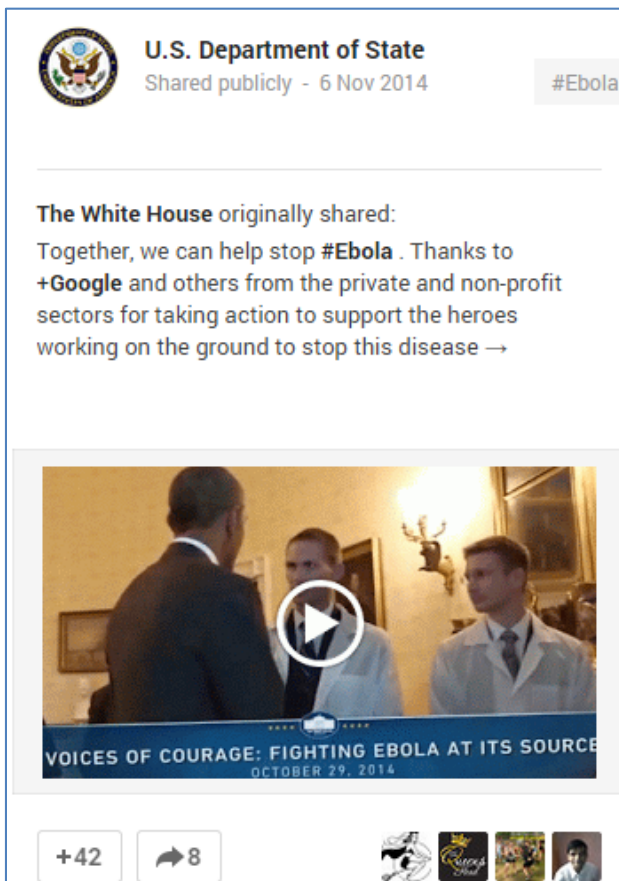 U.S. Department of State
Shared publicly - 6 Nov 2014
#Ebola
The White House originally shared:
Together, we can help stop #Ebola . Thanks to
+Google and others from the private and non-profit
sectors for taking action to support the heroes
working on the ground to stop this disease →
VOICES OF COURAGE: FIGHTING EBOLA AT ITS SOURCE
OCTOBER 29, 2014
+42
8
Queens